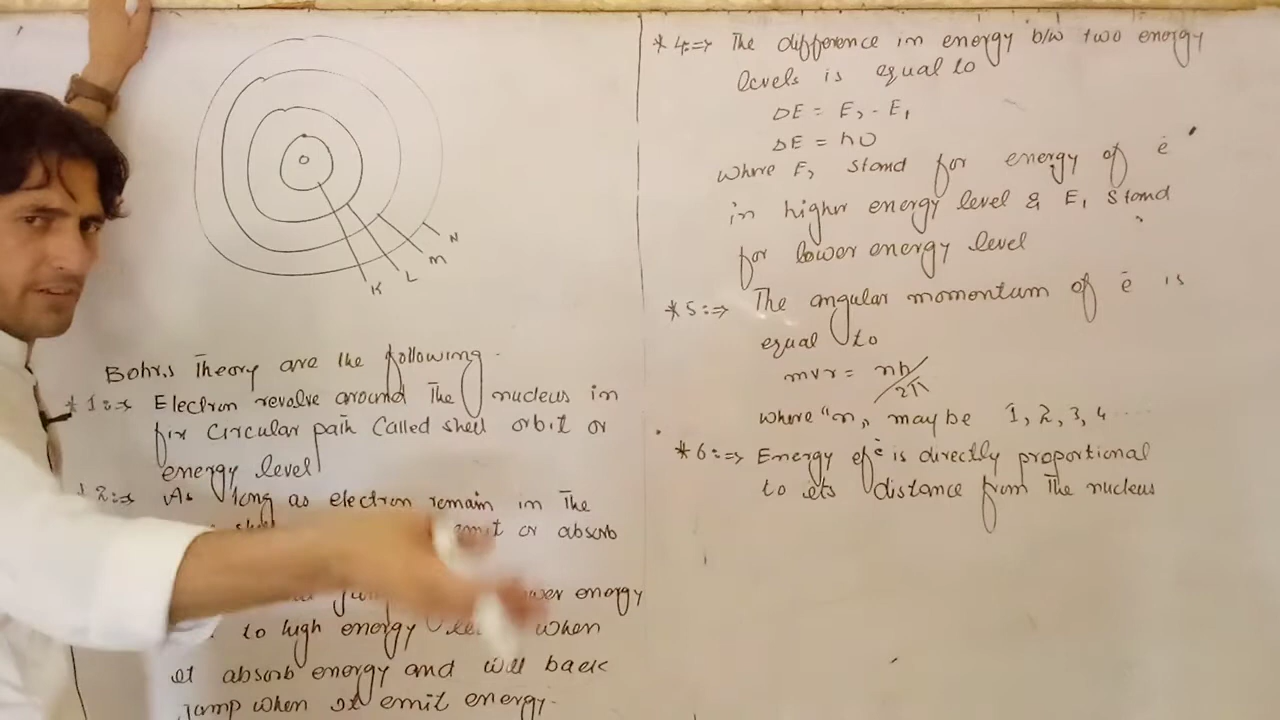 K
L
M
N
Bohr,s Theory are the following.
*1:⇒ Electron revolve around The nucleus in
fix Circular path Called shell orbit or
energy level
2:⇒ As long as electron remain in The
emit or absorb
energy
to high energy when
et absorb energy and will back
Jump when It emit energy.
*4:⇒ The difference in energy b/w two energy
levels is equal to
ΔE = E2 - E1
ΔE = hυ
where E2 stand for energy of e̅
in higher energy level & E1 Stand
for lower energy level
*5:⇒ The angular momentum of e̅ is
equal to
mvr = nh/2π
where "n" may be 1, 2, 3, 4 ....
*6:⇒ Energy of e̅ is directly proportional
to its distance from The nucleus